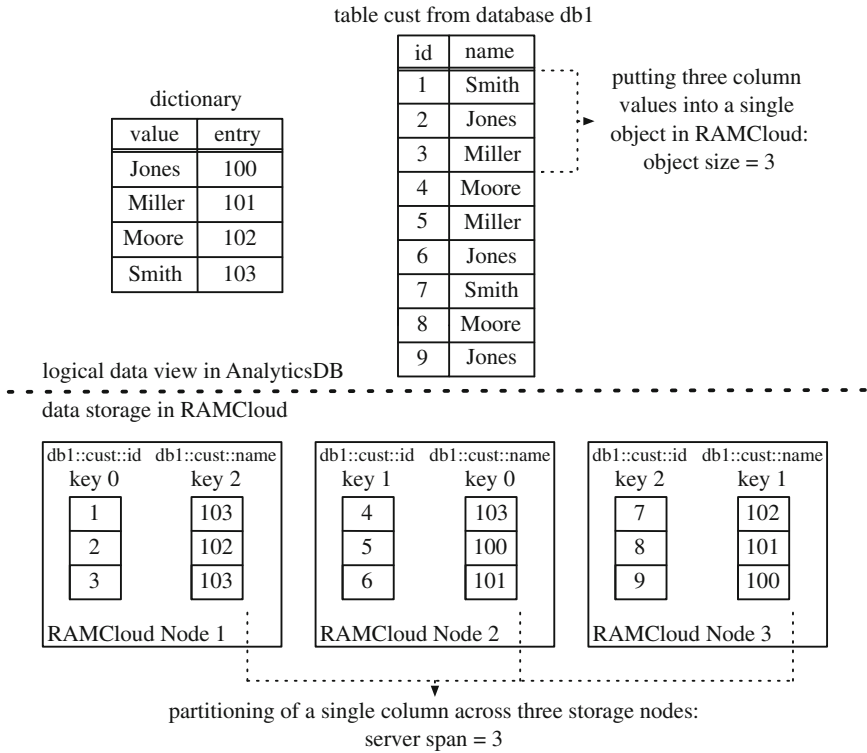 table cust from database db1
id name
1 Smith
2 Jones
3 Miller
4 Moore
5 Miller
6 Jones
7 Smith
8 Moore
9 Jones
putting three column
values into a single
object in RAMCloud:
object size = 3
dictionary
value entry
Jones 100
Miller 101
Moore 102
Smith 103
logical data view in AnalyticsDB
data storage in RAMCloud
db1::cust::id db1::cust::name
key 0 key 2
1 103
2 102
3 103
RAMCloud Node 1
db1::cust::id db1::cust::name
key 1 key 0
4 103
5 100
6 101
RAMCloud Node 2
db1::cust::id db1::cust::name
key 2 key 1
7 102
8 101
9 100
RAMCloud Node 3
partitioning of a single column across three storage nodes:
server span = 3